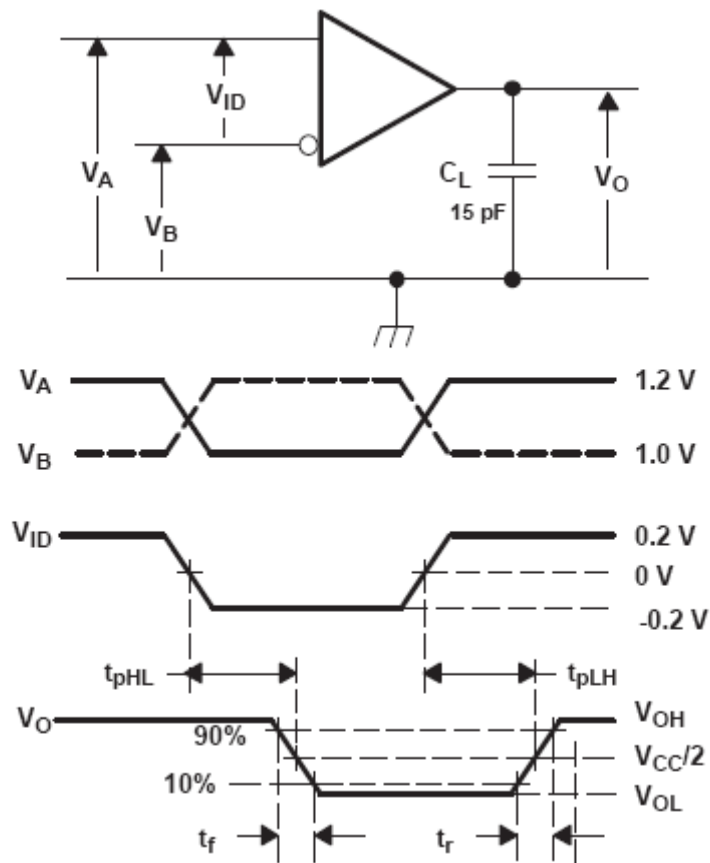 V_ID
V_A
V_B
C_L
15 pF
V_O
V_A
1.2 V
V_B
1.0 V
V_ID
0.2 V
0 V
-0.2 V
t_pHL
t_pLH
V_O
V_OH
90%
V_CC/2
10%
V_OL
t_f
t_r